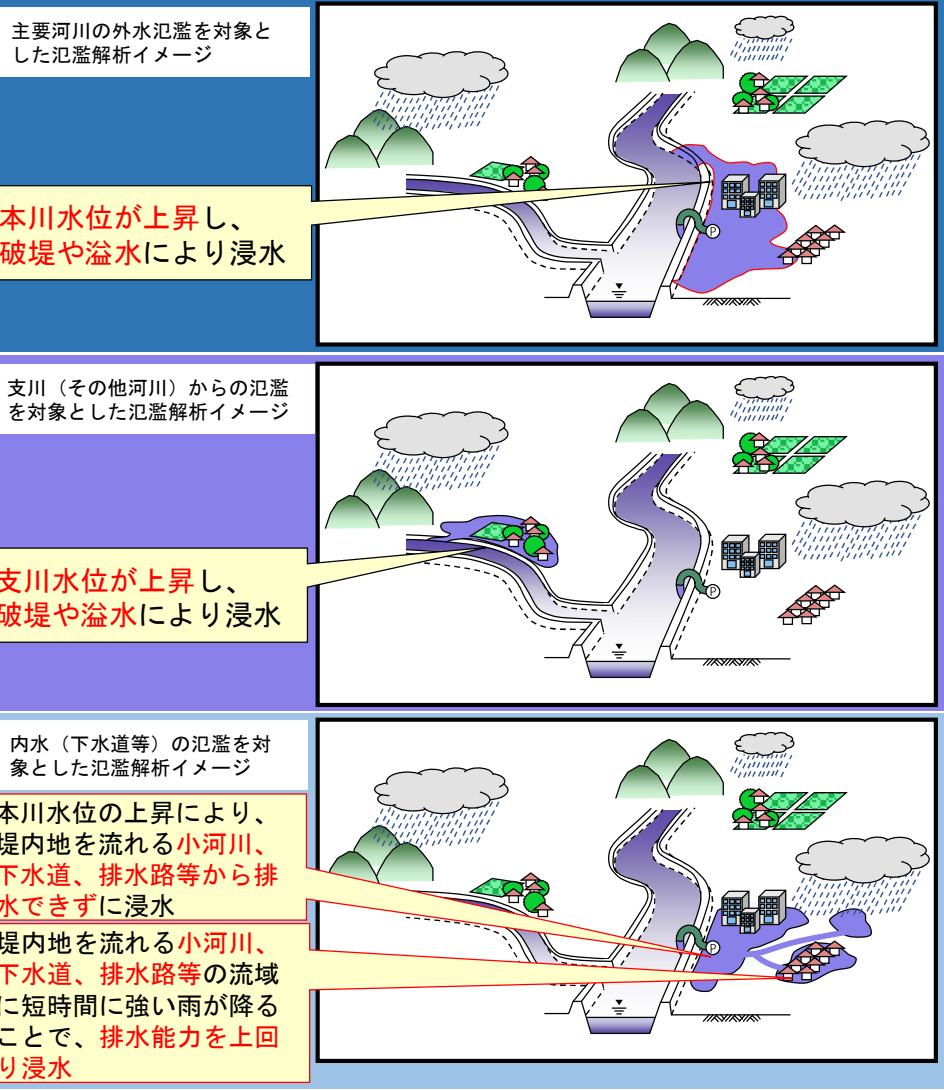 主要河川の外水氾濫を対象と
した氾濫解析イメージ
本川水位が上昇し、
破堤や溢水により浸水
P
支川（その他河川）からの氾濫
を対象とした氾濫解析イメージ
支川水位が上昇し、
破堤や溢水により浸水
P
内水（下水道等）の氾濫を対
象とした氾濫解析イメージ
本川水位の上昇により、
堤内地を流れる小河川、
下水道、排水路等から排
水できずに浸水
堤内地を流れる小河川、
下水道、排水路等の流域
に短時間に強い雨が降る
ことで、排水能力を上回
り浸水
P